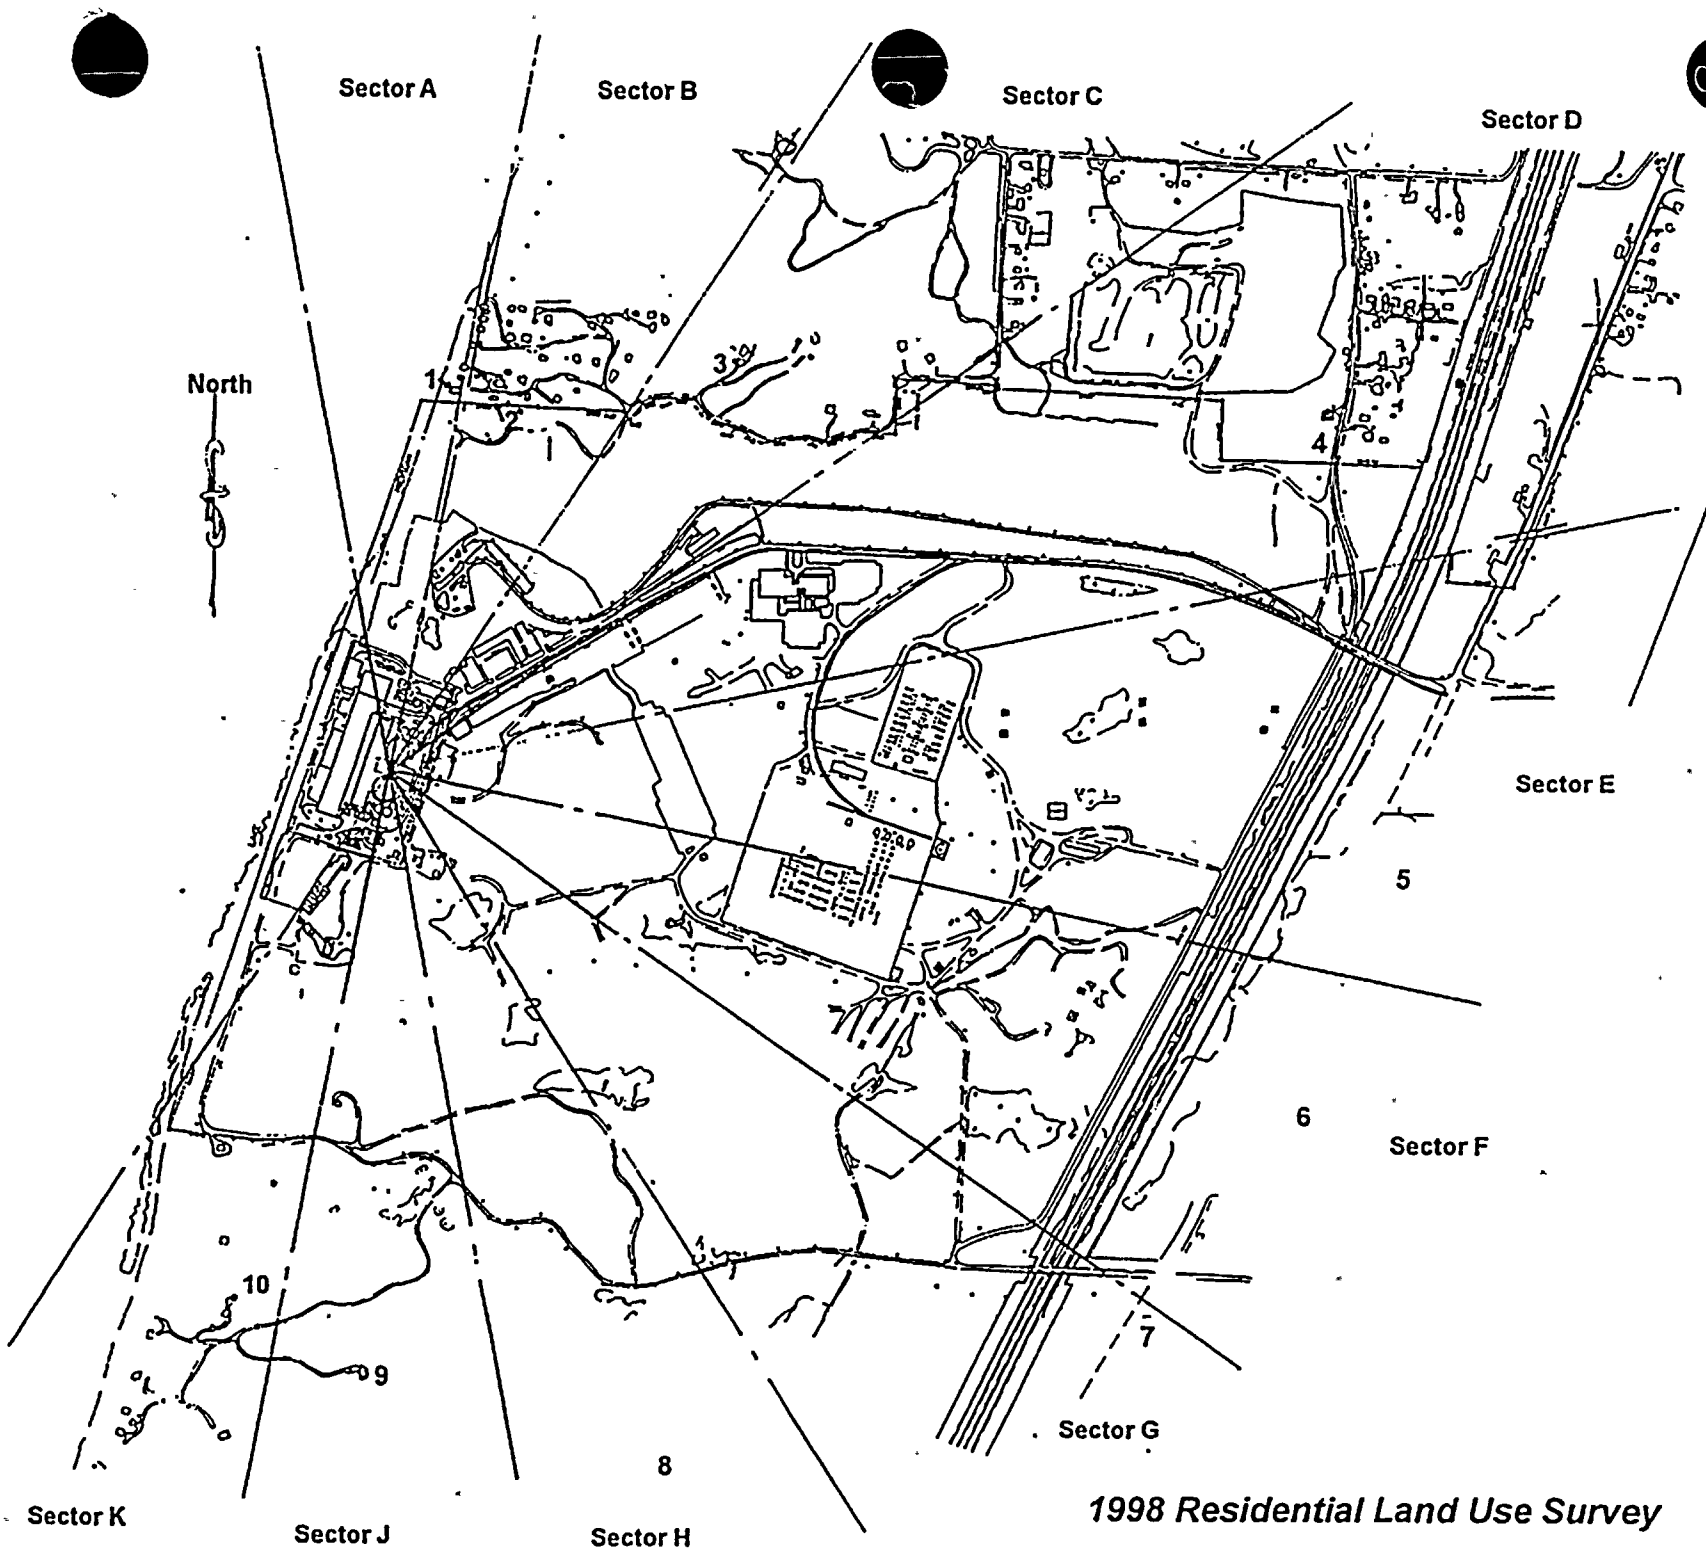 Sector A
Sector B
Sector C
Sector D
3
North
1
2
4
Sector E
5
6
Sector F
10
7
9
Sector G
8
1998 Residential Land Use Survey
Sector K
Sector J
Sector H